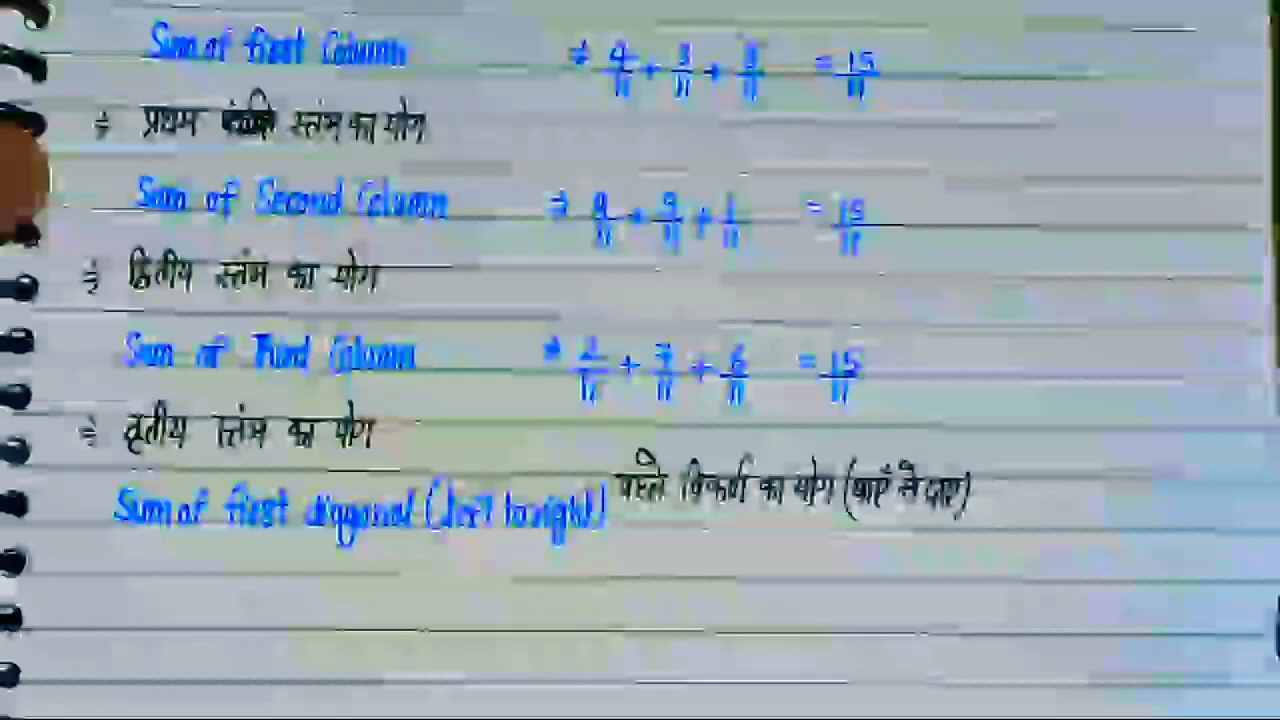 Sum of first Column ⇒ 4/11 + 3/11 + 8/11 = 15/11
⇒ प्रथम स्तंभ का योग
Sum of Second Column ⇒ 9/11 + 5/11 + 1/11 = 15/11
⇒ द्वितीय स्तंभ का योग
Sum of Third Column ⇒ 2/11 + 7/11 + 6/11 = 15/11
⇒ तृतीय स्तंभ का योग
Sum of first diagonal (left to right) पहले विकर्ण का योग (बाएँ से दाएं)